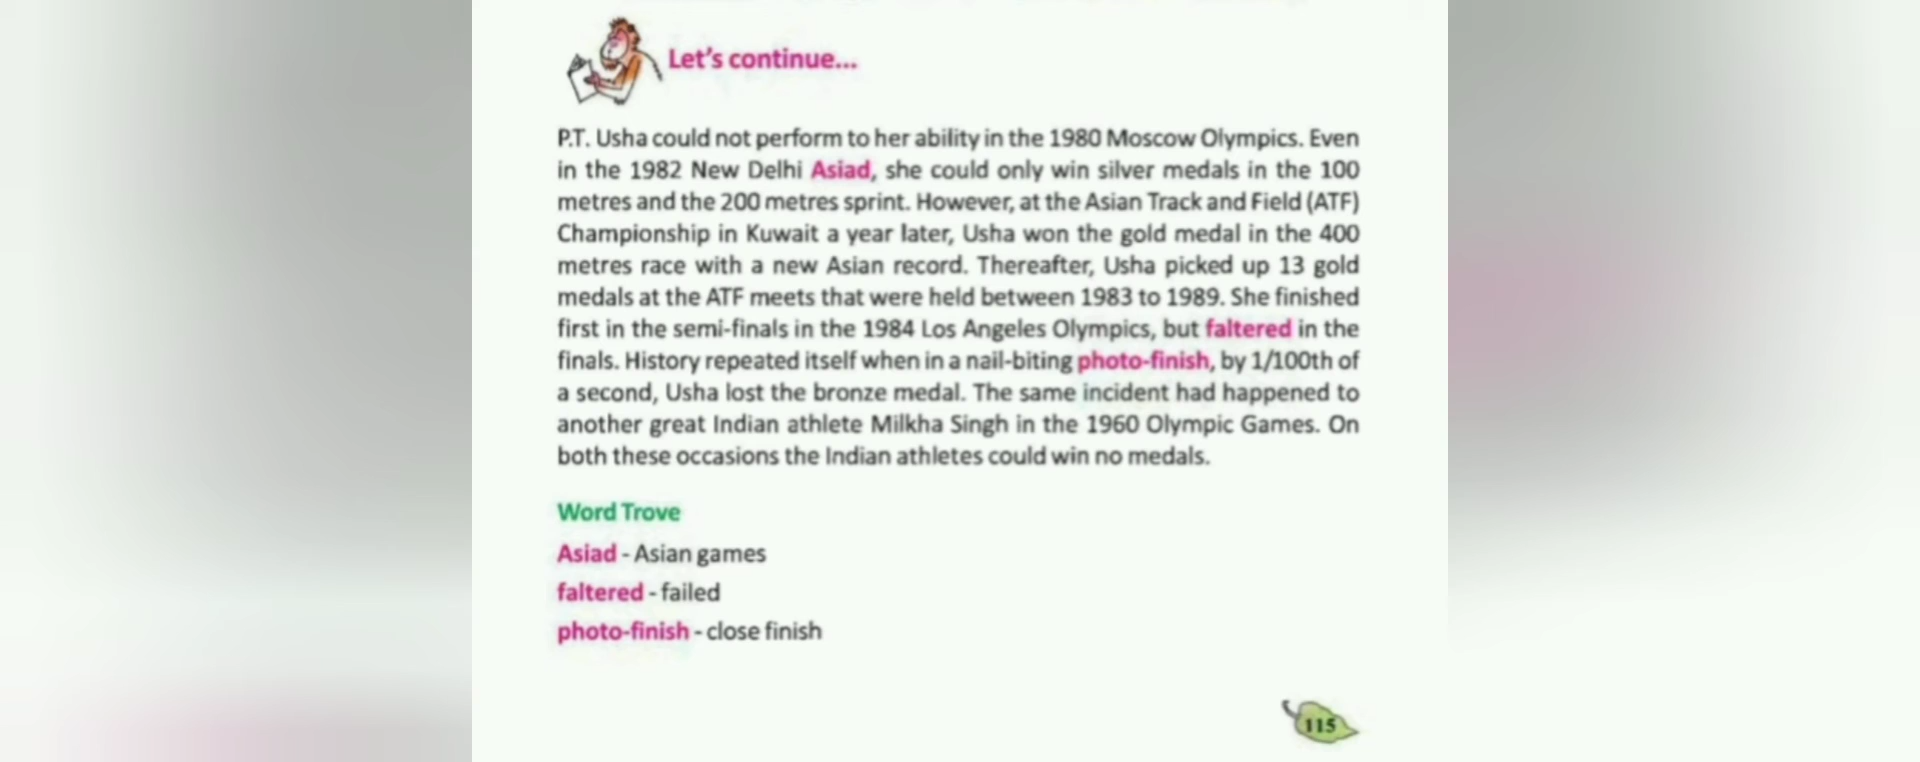 Let's continue...
P.T. Usha could not perform to her ability in the 1980 Moscow Olympics. Even
in the 1982 New Delhi Asiad, she could only win silver medals in the 100
metres and the 200 metres sprint. However, at the Asian Track and Field (ATF)
Championship in Kuwait a year later, Usha won the gold medal in the 400
metres race with a new Asian record. Thereafter, Usha picked up 13 gold
medals at the ATF meets that were held between 1983 to 1989. She finished
first in the semi-finals in the 1984 Los Angeles Olympics, but faltered in the
finals. History repeated itself when in a nail-biting photo-finish, by 1/100th of
a second, Usha lost the bronze medal. The same incident had happened to
another great Indian athlete Milkha Singh in the 1960 Olympic Games. On
both these occasions the Indian athletes could win no medals.
Word Trove
Asiad - Asian games
faltered - failed
photo-finish - close finish
115